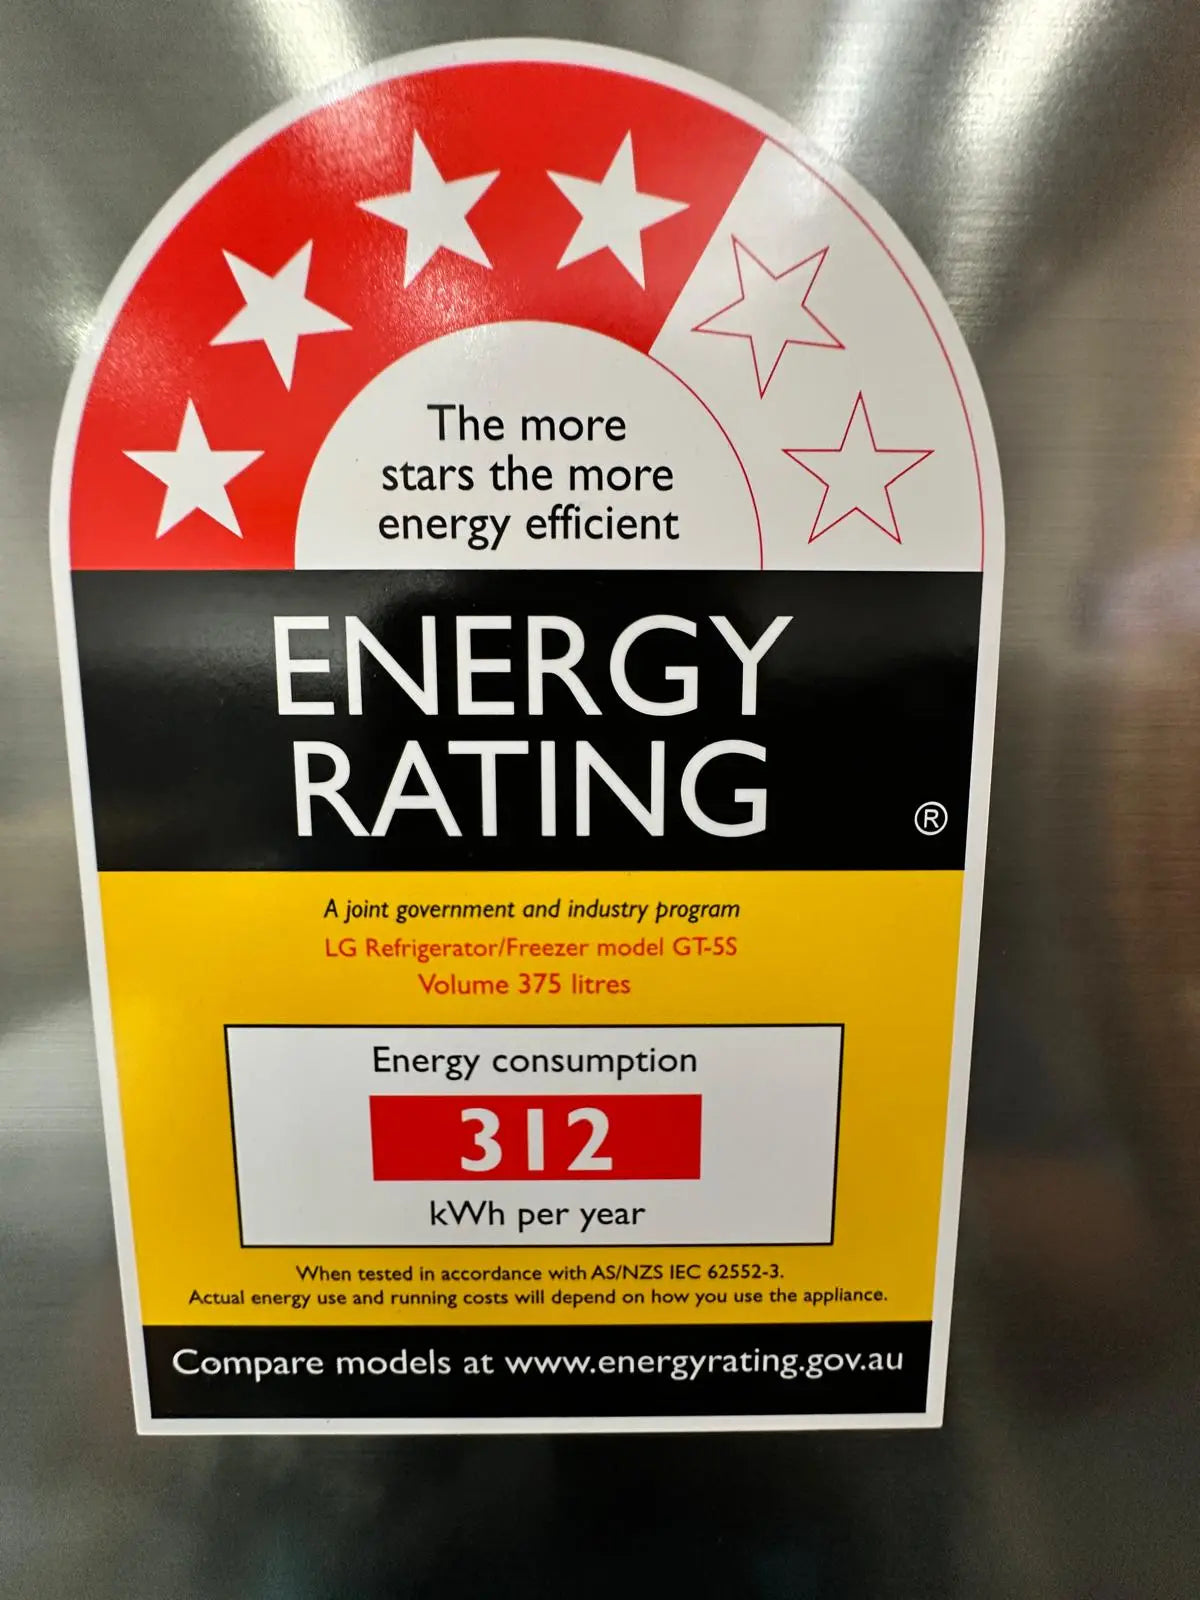 The more
stars the more
energy efficient
ENERGY
RATING
®
A joint government and industry program
LG Refrigerator/Freezer model GT-5S
Volume 375 litres
Energy consumption
312
kWh per year
When tested in accordance with AS/NZS IEC 62552-3.
Actual energy use and running costs will depend on how you use the appliance.
Compare models at www.energyrating.gov.au